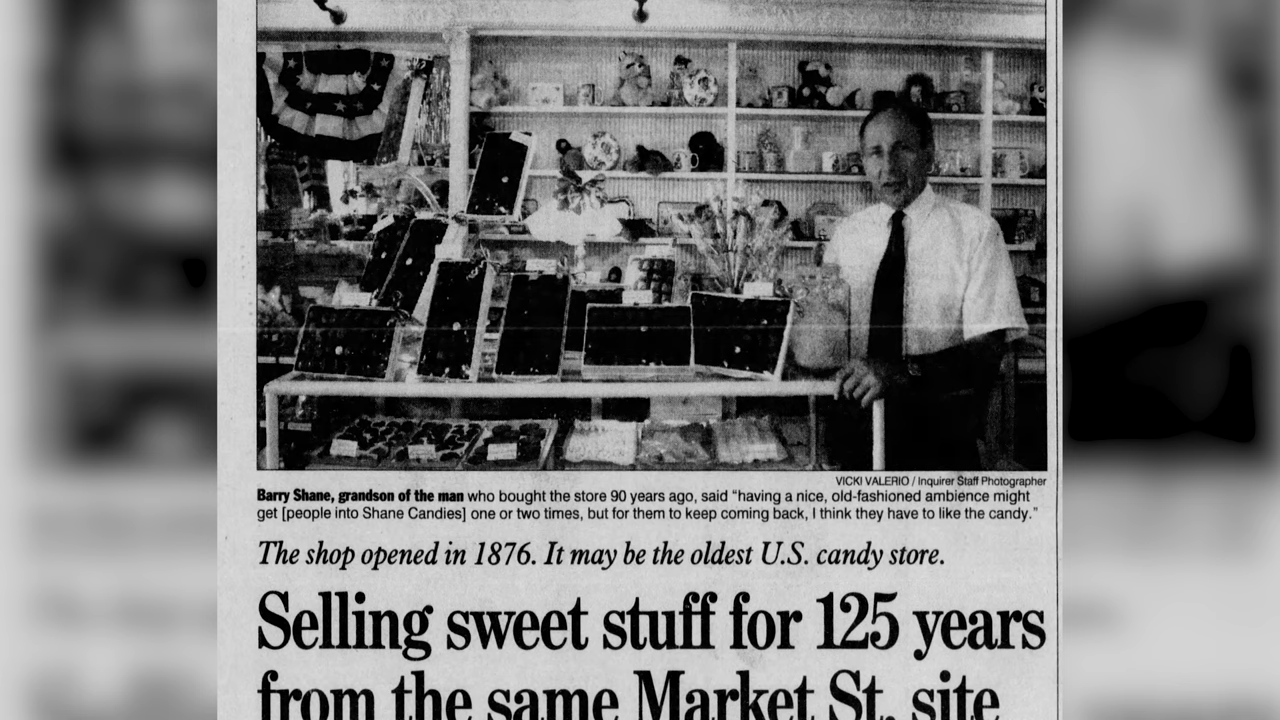 VICKI VALERIO / Inquirer Staff Photographer
Barry Shane, grandson of the man who bought the store 90 years ago, said “having a nice, old-fashioned ambience might
get [people into Shane Candies] one or two times, but for them to keep coming back, I think they have to like the candy.”
The shop opened in 1876. It may be the oldest U.S. candy store.
Selling sweet stuff for 125 years
from the same Market St. site